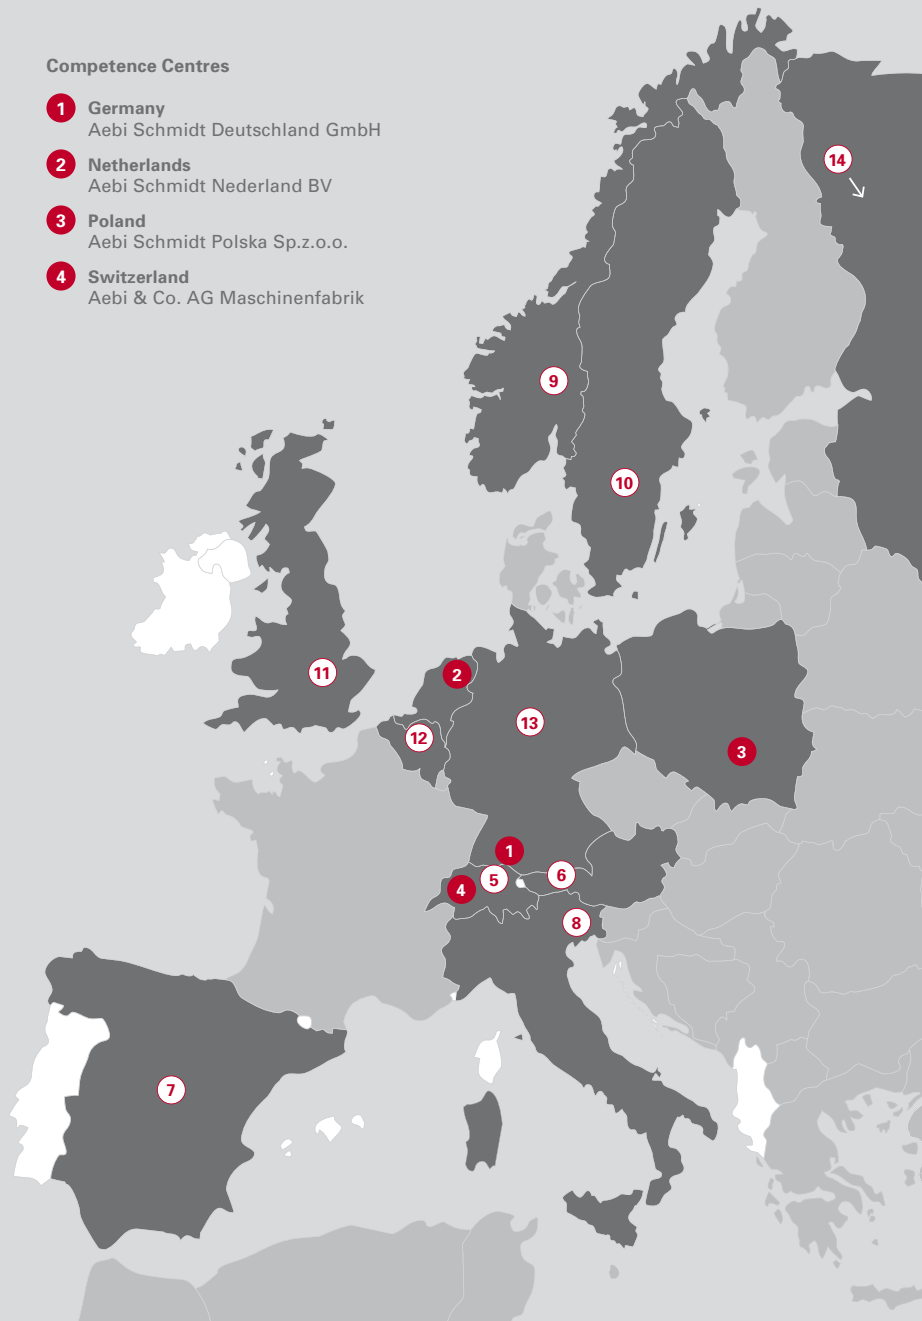 Competence Centres
1 Germany
Aebi Schmidt Deutschland GmbH
2 Netherlands
Aebi Schmidt Nederland BV
3 Poland
Aebi Schmidt Polska Sp.z.o.o.
4 Switzerland
Aebi & Co. AG Maschinenfabrik
14
9
10
11
2
13
12
3
1
6
5
4
8
7